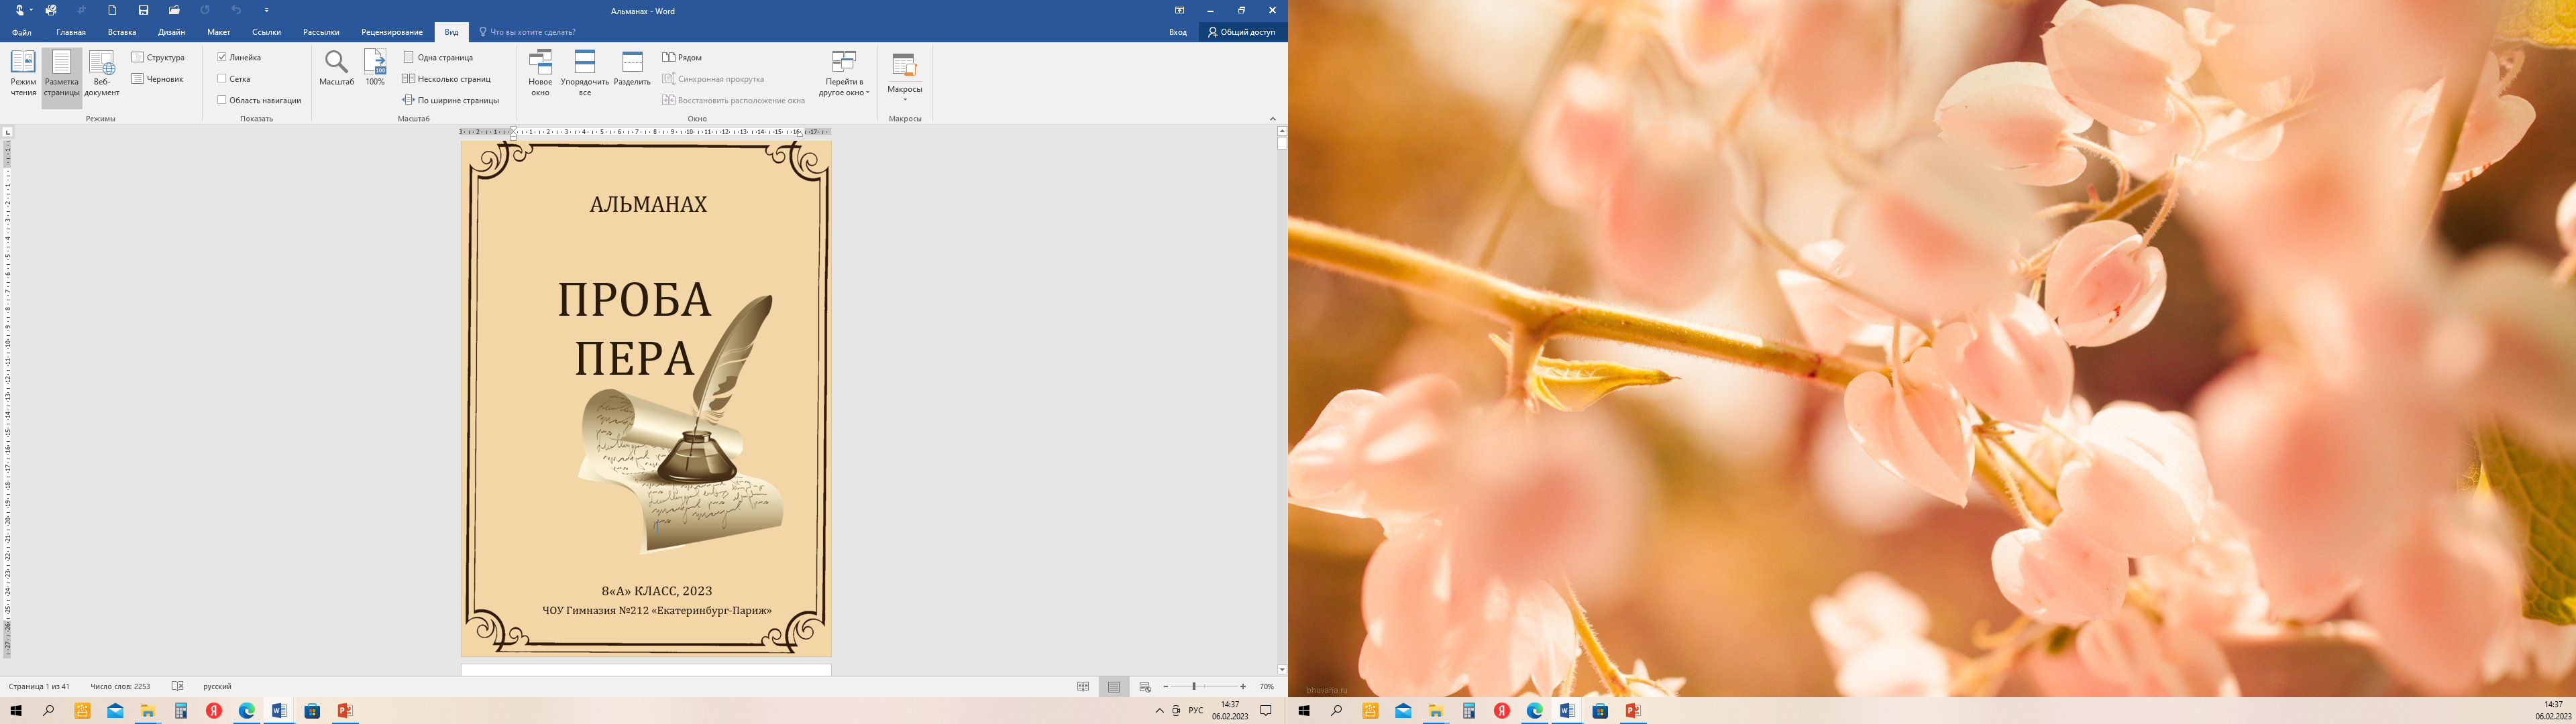 Альманах - Word
Файл Главная Вставка Дизайн Макет Ссылки Рассылки Рецензирование Вид Что вы хотите сделать? Вход Общий доступ
Режим чтения
Разметка страницы
Веб-документ
Структура
Черновик
Режимы
Линейка
Сетка
Область навигации
Показать
Масштаб
100%
Одна страница
Несколько страниц
По ширине страницы
Масштаб
Новое окно
Упорядочить все
Разделить
Рядом
Синхронная прокрутка
Восстановить расположение окна
Перейти в другое окно
Окно
Макросы
Макросы
АЛЬМАНАХ
ПРОБА
ПЕРА
8«А» КЛАСС, 2023
ЧОУ Гимназия №212 «Екатеринбург-Париж»
Страница 1 из 41 Число слов: 2253 русский 70%
РУС 14:37
06.02.2023
bhuvana.ru
14:37
06.02.2023